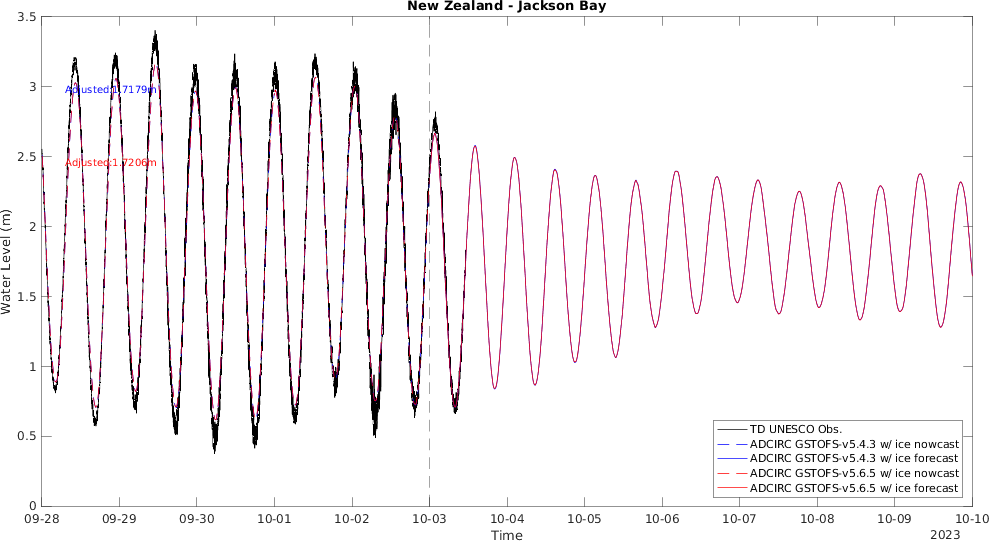 New Zealand - Jackson Bay
Water Level (m)
3.5
3
2.5
2
1.5
1
0.5
0
Adjusted:1.7179m
Adjusted:1.7206m
TD UNESCO Obs.
ADCIRC GSTOFS-v5.4.3 w/ ice nowcast
ADCIRC GSTOFS-v5.4.3 w/ ice forecast
ADCIRC GSTOFS-v5.6.5 w/ ice nowcast
ADCIRC GSTOFS-v5.6.5 w/ ice forecast
09-28 09-29 09-30 10-01 10-02 10-03 10-04 10-05 10-06 10-07 10-08 10-09 10-10
Time
2023